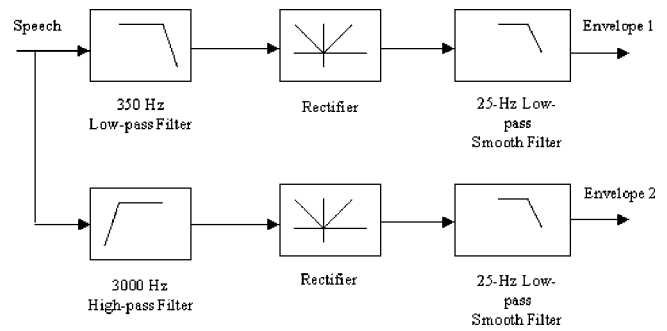 Speech
Envelope 1
350 Hz
Low-pass Filter
Rectifier
25-Hz Low-
pass
Smooth Filter
Envelope 2
3000 Hz
High-pass Filter
Rectifier
25-Hz Low-
pass
Smooth Filter